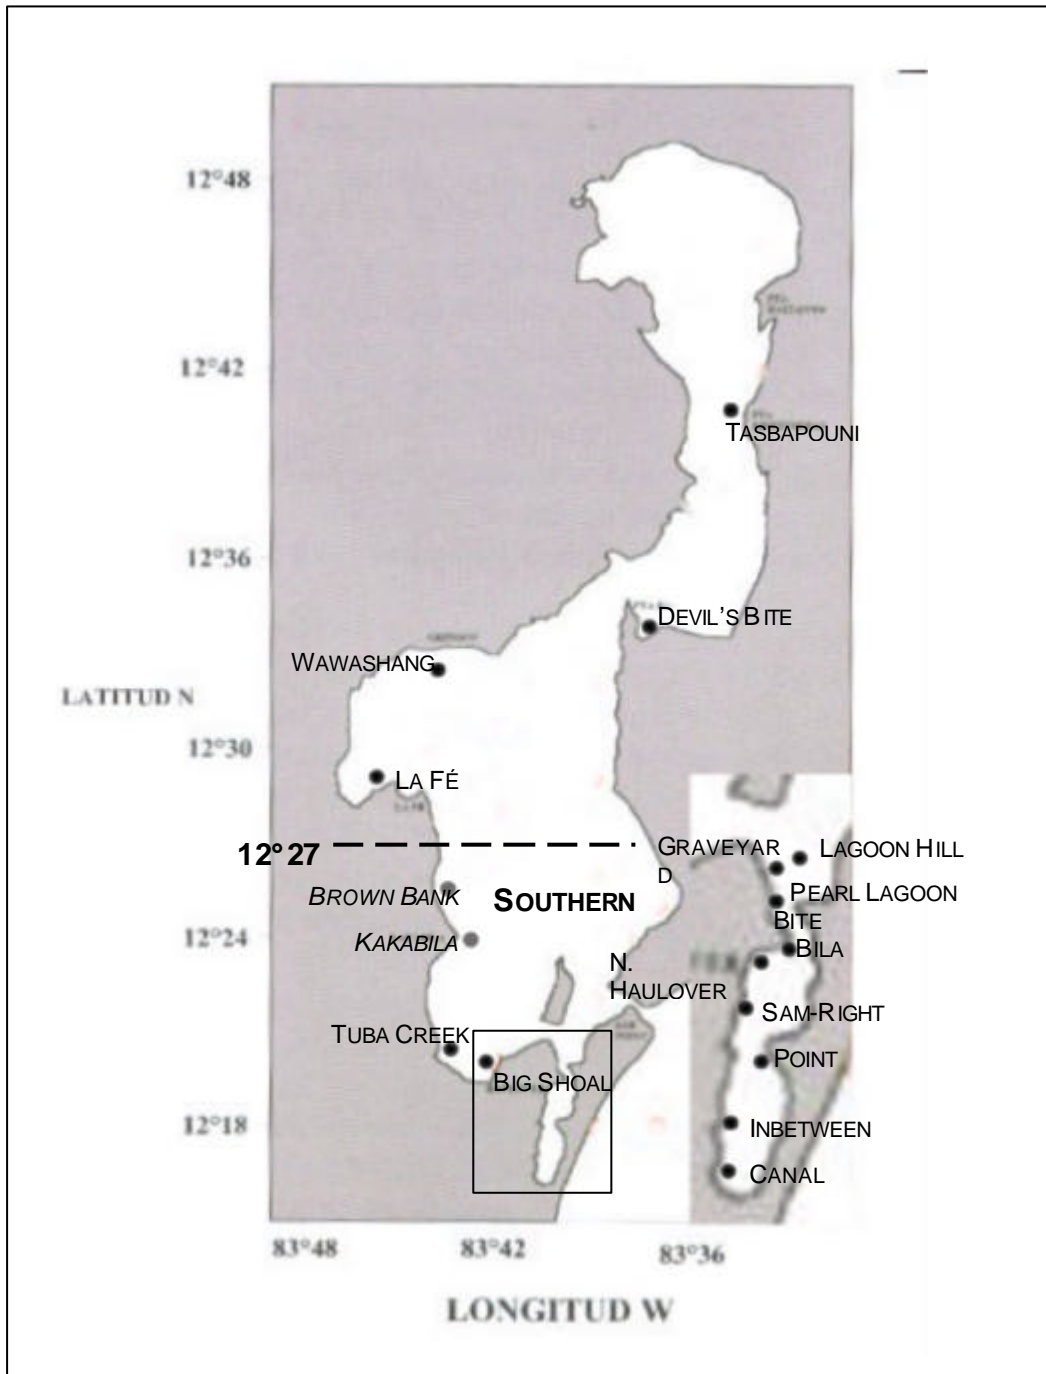 12°48
12°42
TASBAPOUNI
12°36
DEVIL'S BITE
WAWASHANG
LATITUD N
12°30
LA FÉ
12°27
GRAVEYAR
D
LAGOON HILL
BROWN BANK
SOUTHERN
PEARL LAGOON
BITE
12°24
KAKABILA
BILA
N.
HAULOVER
SAM-RIGHT
TUBA CREEK
POINT
BIG SHOAL
12°18
INBETWEEN
CANAL
83°48
83°42
83°36
LONGITUD W